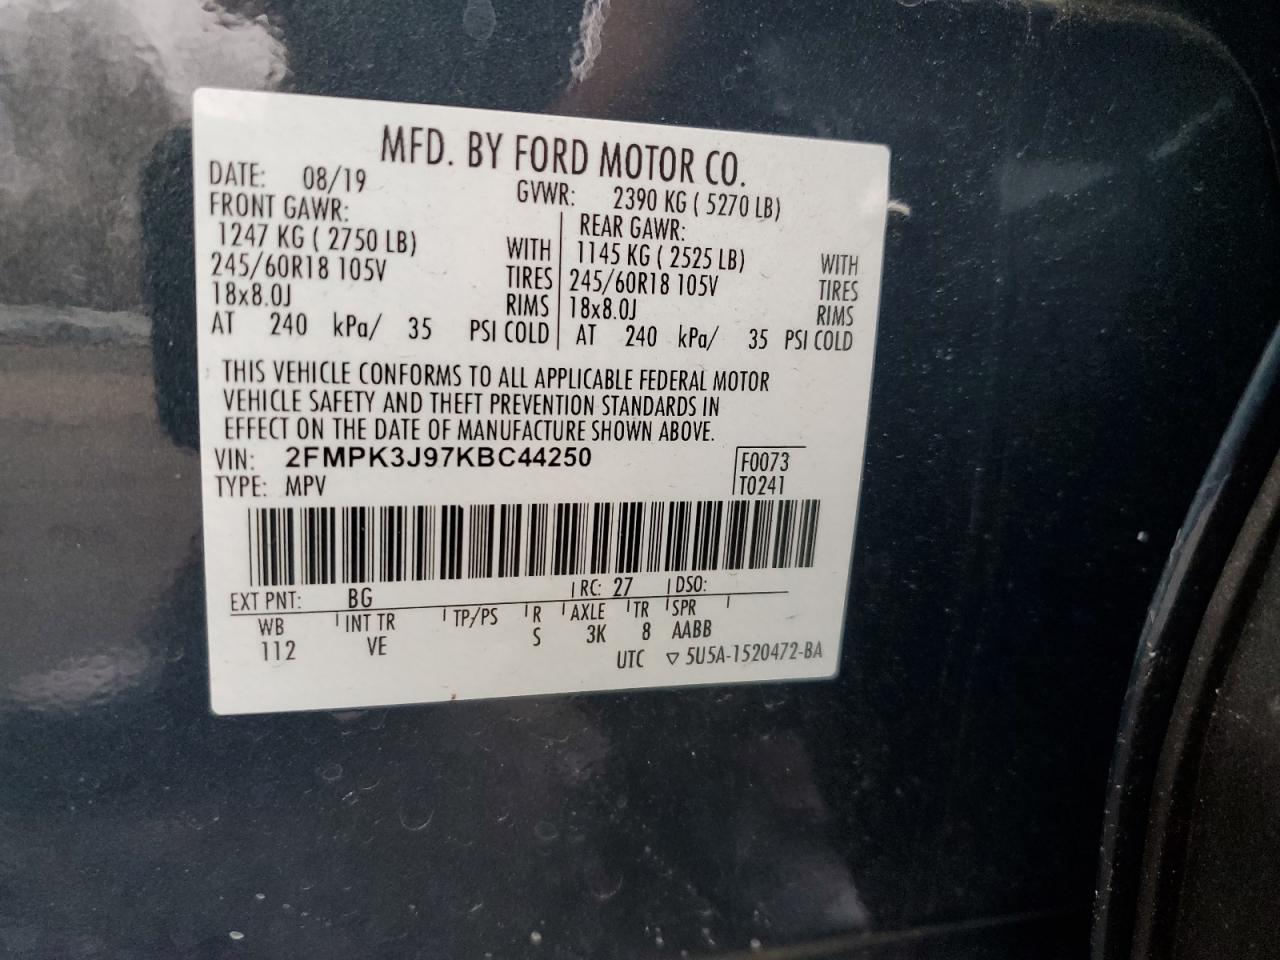 MFD. BY FORD MOTOR CO.
DATE: 08/19 GVWR: 2390 KG ( 5270 LB)
FRONT GAWR: REAR GAWR:
1247 KG ( 2750 LB) WITH 1145 KG ( 2525 LB) WITH
245/60R18 105V TIRES 245/60R18 105V TIRES
18x8.0J RIMS 18x8.0J RIMS
AT 240 kPa/ 35 PSI COLD AT 240 kPa/ 35 PSI COLD
THIS VEHICLE CONFORMS TO ALL APPLICABLE FEDERAL MOTOR
VEHICLE SAFETY AND THEFT PREVENTION STANDARDS IN
EFFECT ON THE DATE OF MANUFACTURE SHOWN ABOVE.
VIN: 2FMPK3J97KBC44250 F0073
TYPE: MPV T0241
EXT PNT: BG RC: 27 DSO:
WB INT TR TP/PS R AXLE TR SPR
112 VE S 3K 8 AABB
UTC ▽ 5U5A-1520472-BA